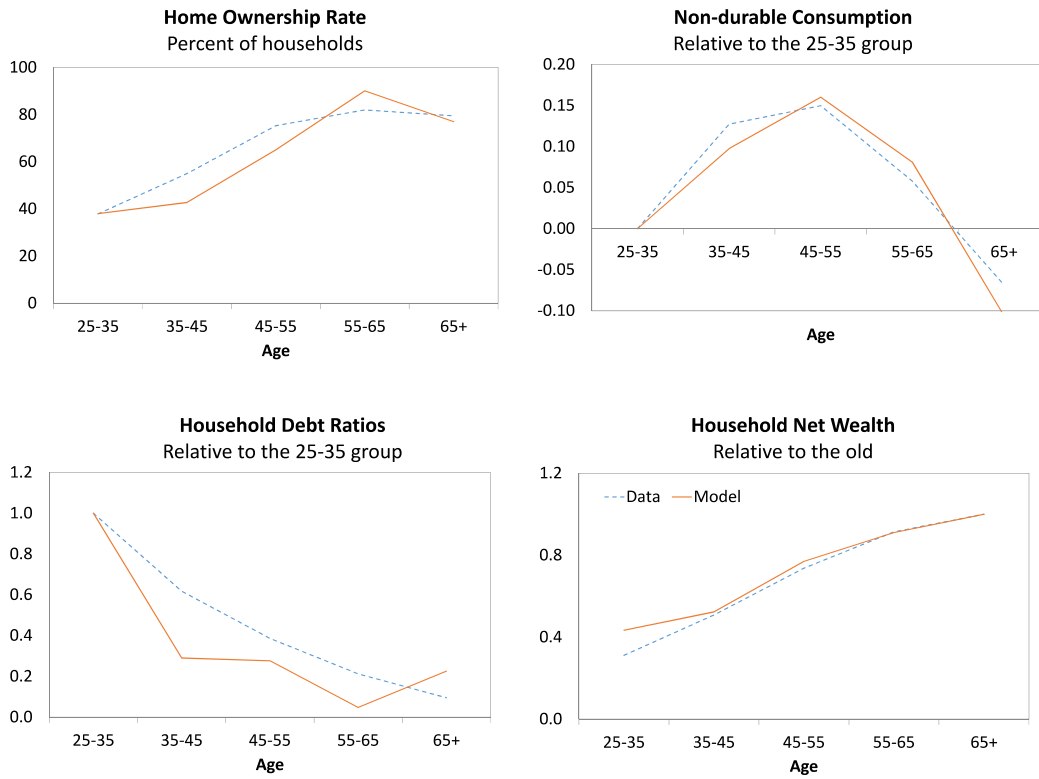 Home Ownership Rate
Percent of households
100
80
60
40
20
0
25-35 35-45 45-55 55-65 65+
Age
Non-durable Consumption
Relative to the 25-35 group
0.20
0.15
0.10
0.05
0.00
25-35 35-45 45-55 55-65 65+
-0.05
-0.10
Age
Household Debt Ratios
Relative to the 25-35 group
1.2
1.0
0.8
0.6
0.4
0.2
0.0
25-35 35-45 45-55 55-65 65+
Age
Household Net Wealth
Relative to the old
1.2
Data Model
0.8
0.4
0.0
25-35 35-45 45-55 55-65 65+
Age